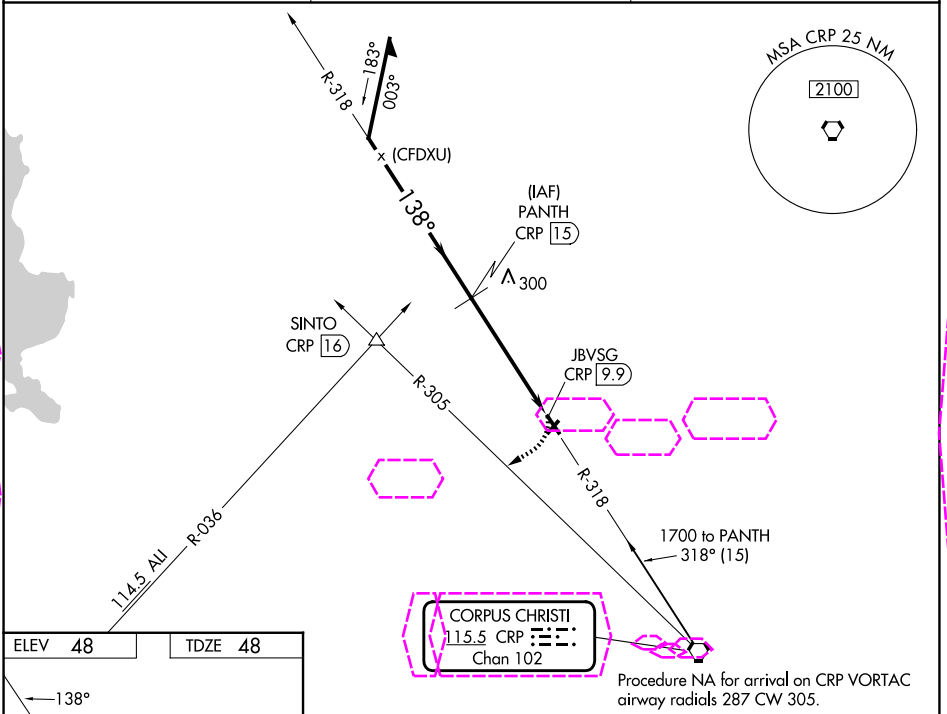 MSA CRP 25 NM
2100
R-318
183°
003°
x (CFDXU)
138°
(IAF)
PANTH
CRP 15
300
SINTO
CRP 16
JBVSG
CRP 9.9
R-305
R-318
R-036
114.5 ALI
1700 to PANTH
318° (15)
CORPUS CHRISTI
115.5 CRP
Chan 102
Procedure NA for arrival on CRP VORTAC
airway radials 287 CW 305.
ELEV 48
TDZE 48
138°